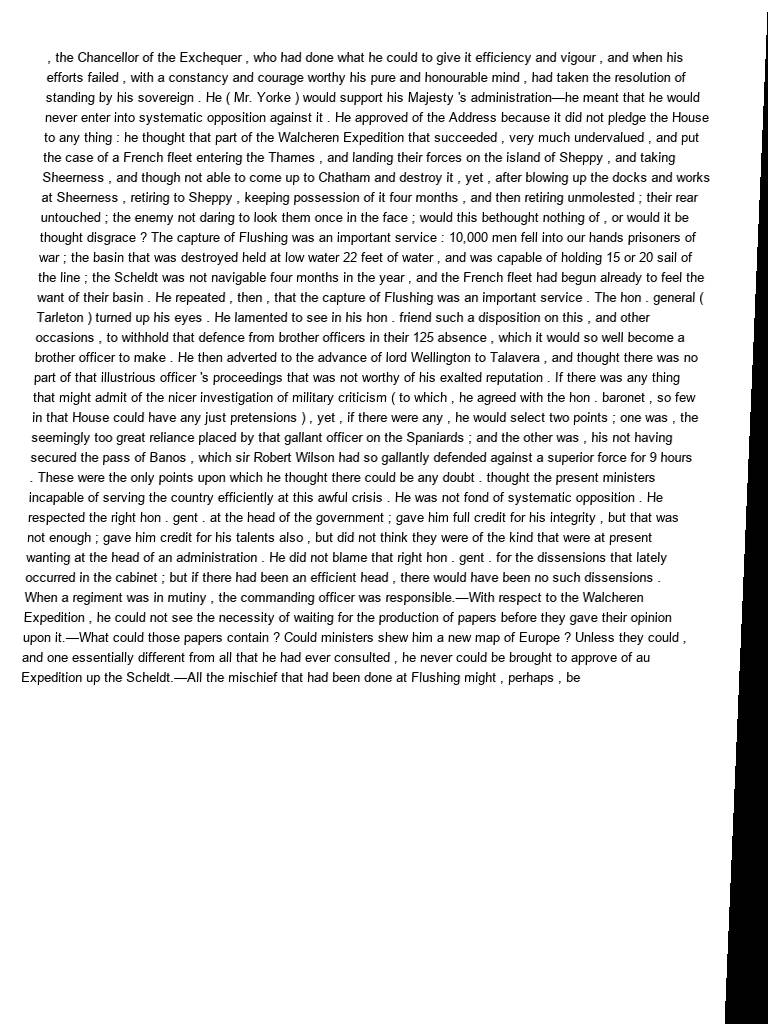 , the Chancellor of the Exchequer , who had done what he could to give it efficiency and vigour , and when his
efforts failed , with a constancy and courage worthy his pure and honourable mind , had taken the resolution of
standing by his sovereign . He ( Mr. Yorke ) would support his Majesty 's administration—he meant that he would
never enter into systematic opposition against it . He approved of the Address because it did not pledge the House
to any thing : he thought that part of the Walcheren Expedition that succeeded , very much undervalued , and put
the case of a French fleet entering the Thames , and landing their forces on the island of Sheppy , and taking
Sheerness , and though not able to come up to Chatham and destroy it , yet , after blowing up the docks and works
at Sheerness , retiring to Sheppy , keeping possession of it four months , and then retiring unmolested ; their rear
untouched ; the enemy not daring to look them once in the face ; would this bethought nothing of , or would it be
thought disgrace ? The capture of Flushing was an important service : 10,000 men fell into our hands prisoners of
war ; the basin that was destroyed held at low water 22 feet of water , and was capable of holding 15 or 20 sail of
the line ; the Scheldt was not navigable four months in the year , and the French fleet had begun already to feel the
want of their basin . He repeated , then , that the capture of Flushing was an important service . The hon . general (
Tarleton ) turned up his eyes . He lamented to see in his hon . friend such a disposition on this , and other
occasions , to withhold that defence from brother officers in their 125 absence , which it would so well become a
brother officer to make . He then adverted to the advance of lord Wellington to Talavera , and thought there was no
part of that illustrious officer 's proceedings that was not worthy of his exalted reputation . If there was any thing
that might admit of the nicer investigation of military criticism ( to which , he agreed with the hon . baronet , so few
in that House could have any just pretensions ) , yet , if there were any , he would select two points ; one was , the
seemingly too great reliance placed by that gallant officer on the Spaniards ; and the other was , his not having
secured the pass of Banos , which sir Robert Wilson had so gallantly defended against a superior force for 9 hours
. These were the only points upon which he thought there could be any doubt . thought the present ministers
incapable of serving the country efficiently at this awful crisis . He was not fond of systematic opposition . He
respected the right hon . gent . at the head of the government ; gave him full credit for his integrity , but that was
not enough ; gave him credit for his talents also , but did not think they were of the kind that were at present
wanting at the head of an administration . He did not blame that right hon . gent . for the dissensions that lately
occurred in the cabinet ; but if there had been an efficient head , there would have been no such dissensions .
When a regiment was in mutiny , the commanding officer was responsible.—With respect to the Walcheren
Expedition , he could not see the necessity of waiting for the production of papers before they gave their opinion
upon it.—What could those papers contain ? Could ministers shew him a new map of Europe ? Unless they could ,
and one essentially different from all that he had ever consulted , he never could be brought to approve of au
Expedition up the Scheldt.—All the mischief that had been done at Flushing might , perhaps , be